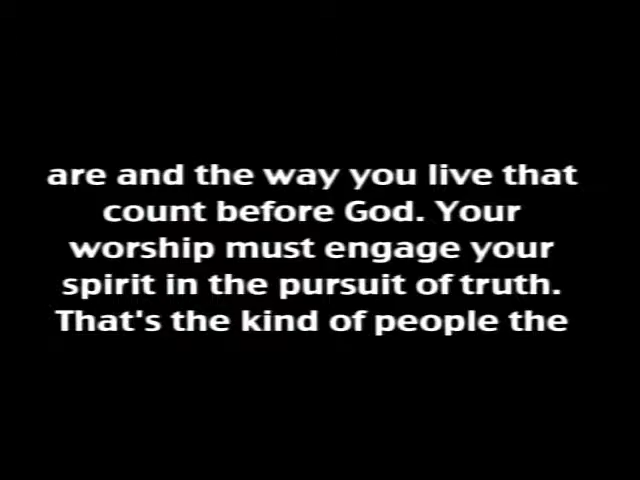 are and the way you live that
count before God. Your
worship must engage your
spirit in the pursuit of truth.
That's the kind of people the